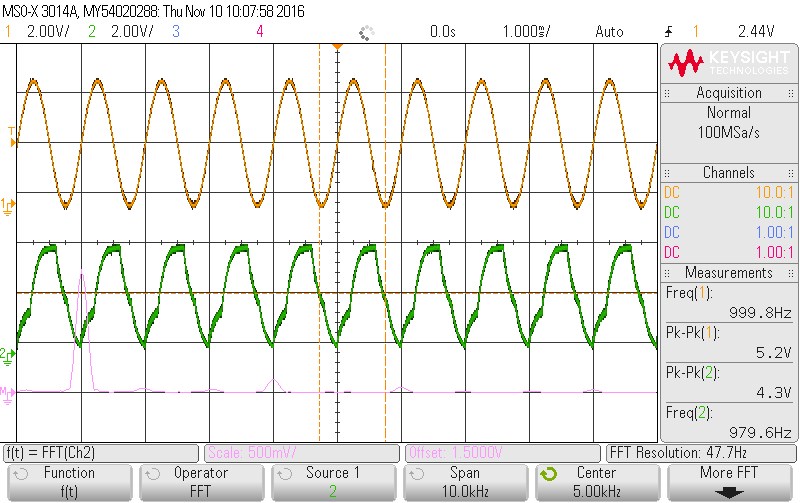 MSO-X 3014A, MY54020288: Thu Nov 10 10:07:58 2016
1 2.00V/ 2 2.00V/ 3 4 0.0s 1.000ms/ Auto 1 2.44V
KEYSIGHT
TECHNOLOGIES
Acquisition
Normal
100MSa/s
Channels
DC 10.0:1
DC 10.0:1
DC 1.00:1
DC 1.00:1
Measurements
Freq(1):
999.8Hz
Pk-Pk(1):
5.2V
Pk-Pk(2):
4.3V
Freq(2):
979.6Hz
T
1
2
M
f(t) = FFT(Ch2) Scale: 500mV/ Offset: 1.5000V FFT Resolution: 47.7Hz
Function Operator Source 1 Span Center More FFT
f(t) FFT 2 10.0kHz 5.00kHz